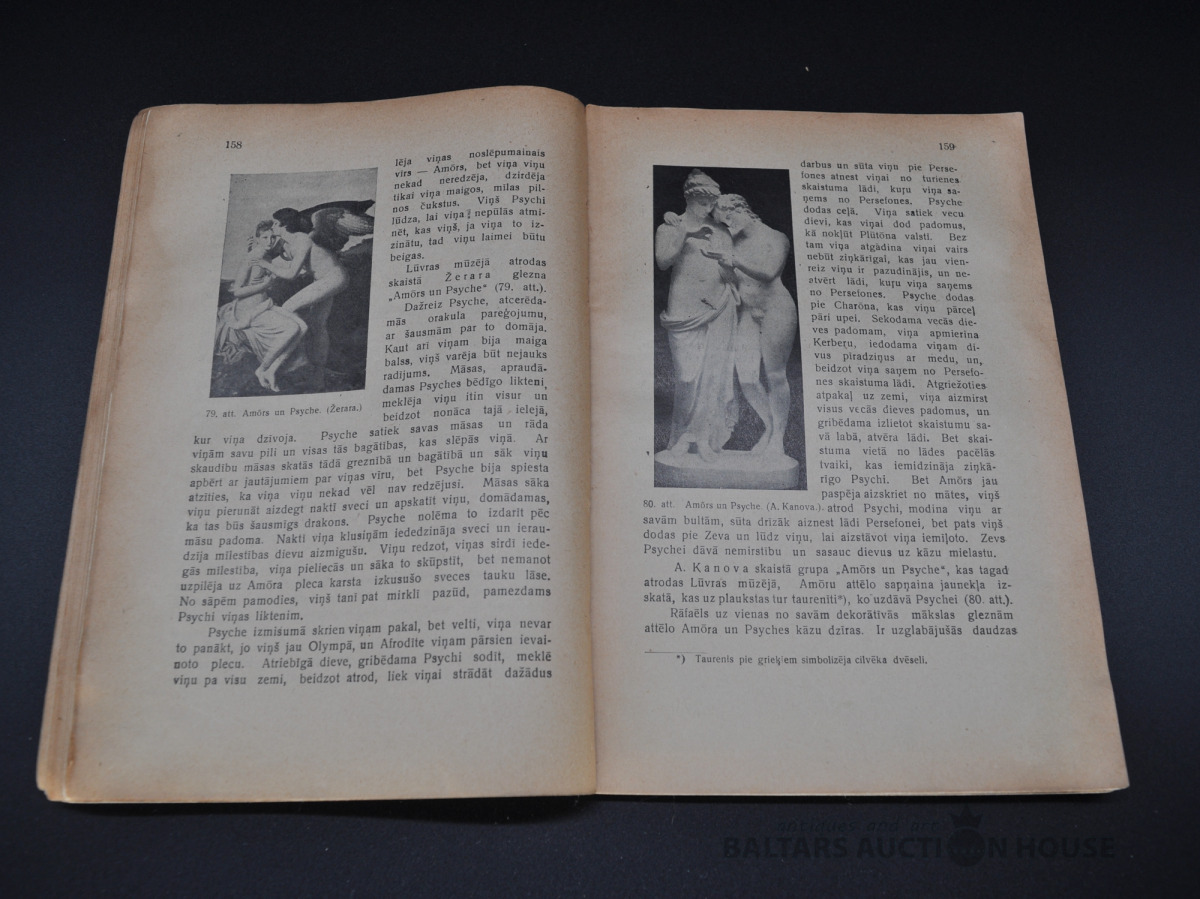 158
lēja viņas noslēpumainais
vīrs — Amōrs, bet viņa viņu
nekad neredzēja, dzirdēja
tikai viņa maigos, mīlas pil-
nos čukstus. Viņš Psychi
lūdza, lai viņa nepūlās atmi-
nēt, kas viņš, ja viņa to iz-
zinātu, tad viņu laimei būtu
beigas.
Lūvras mūzējā atrodas
skaistā Žerara glezna
„Amōrs un Psyche“ (79. att.).
Dažreiz Psyche, atcerēda-
mās orakula pareģojumu,
ar šausmām par to domāja.
Kaut arī viņam bija maiga
balss, viņš varēja būt nejauks
radījums. Māsas, apraudā-
damas Psyches bēdīgo likteni,
meklēja viņu itin visur un
beidzot nonāca tajā ielejā,
79. att. Amōrs un Psyche. (Žerara.)
kur viņa dzīvoja. Psyche satiek savas māsas un rāda
viņām savu pili un visas tās bagātības, kas slēpās viņā. Ar
skaudību māsas skatās tādā greznībā un bagātībā un sāk viņu
apbērt ar jautājumiem par viņas vīru, bet Psyche bija spiesta
atzīties, ka viņa viņu nekad vēl nav redzējusi. Māsas sāka
viņu pierunāt aizdegt naktī sveci un apskatīt viņu, domādamas,
ka tas būs šausmīgs drakons. Psyche nolēma to izdarīt pēc
māsu padoma. Naktī viņa klusiņām iededzināja sveci un ierau-
dzīja mīlestības dievu aizmigušu. Viņu redzot, viņas sirdī iede-
gās mīlestība, viņa pieliecās un sāka to skūpstīt, bet nemanot
uzpilēja uz Amōra pleca karsta izkusušo sveces tauku lāse.
No sāpēm pamodies, viņš tani pat mirklī pazūd, pamezdams
Psychi viņas liktenim.
Psyche izmisumā skrien viņam pakaļ, bet velti, viņa nevar
to panākt, jo viņš jau Olympā, un Afrodīte viņam pārsien ievai-
noto plecu. Atriebīgā dieve, gribēdama Psychi sodīt, meklē
viņu pa visu zemi, beidzot atrod, liek viņai strādāt dažādus
159
darbus un sūta viņu pie Perse-
fones atnest viņai no turienes
skaistuma lādi, kuŗu viņa sa-
ņems no Persefones. Psyche
dodas ceļā. Viņa satiek vecu
dievi, kas viņai dod padomus,
kā nokļūt Plūtōna valstī. Bez
tam viņa atgādina viņai vairs
nebūt ziņkārīgai, kas jau vien-
reiz viņu ir pazudinājis, un ne-
atvērt lādi, kuŗu viņa saņems
no Persefones. Psyche dodas
pie Charōna, kas viņu pārceļ
pāri upei. Sekodama vecās die-
ves padomam, viņa apmierina
Kerberu, iedodama viņam di-
vus pīrādziņus ar medu, un,
beidzot viņa saņem no Persefo-
nes skaistuma lādi. Atgriežoties
atpakaļ uz zemi, viņa aizmirst
visus vecās dieves padomus, un
gribēdama izlietot skaistumu sa-
vā labā, atvēra lādi. Bet skai-
stuma vietā no lādes pacēlās
tvaiki, kas iemidzināja ziņkā-
rīgo Psychi. Bet Amōrs jau
paspēja aizskriet no mātes, viņš
80. att. Amōrs un Psyche. (A. Kanova.).
atrod Psychi, modina viņu ar
savām bultām, sūta drīzāk aiznest lādi Persefonei, bet pats viņš
dodas pie Zeva un lūdz viņu, lai aizstāvot viņa iemīļoto. Zevs
Psychei dāvā nemirstību un sasauc dievus uz kāzu mielastu.
A. Kanova skaistā grupa „Amōrs un Psyche“, kas tagad
atrodas Lūvras mūzējā, Amōru attēlo sapņaina jaunekļa iz-
skatā, kas uz plaukstas tur taurenīti*), ko uzdāvā Psychei (80. att.).
Rāfaēls uz vienas no savām dekorātīvās mākslas gleznām
attēlo Amōra un Psyches kāzu dzīras. Ir uzglabājušās daudzas
*) Taurenis pie grieķiem simbolizēja cilvēka dvēseli.
antiques and art
BALTARS AUCTION HOUSE